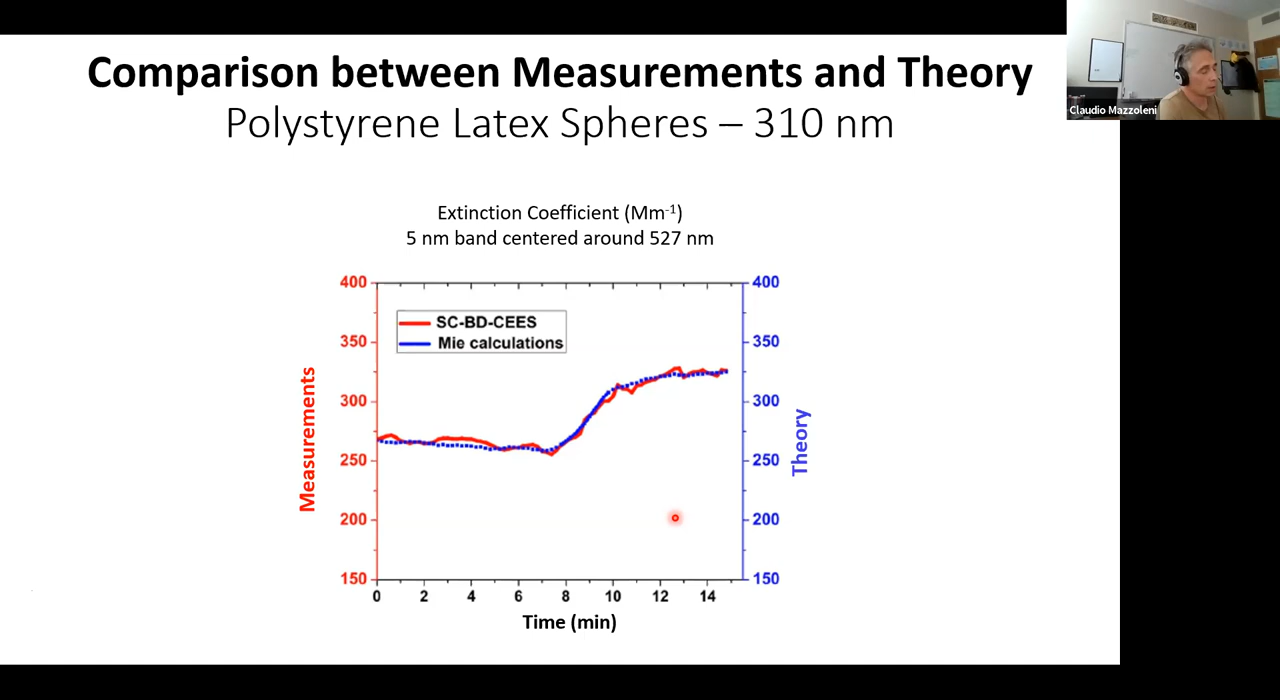 Comparison between Measurements and Theory
Polystyrene Latex Spheres – 310 nm
Claudio Mazzoleni
Extinction Coefficient (Mm-1)
5 nm band centered around 527 nm
400
350
300
250
200
150
Measurements
SC-BD-CEES
Mie calculations
400
350
300
250
200
150
Theory
0 2 4 6 8 10 12 14
Time (min)